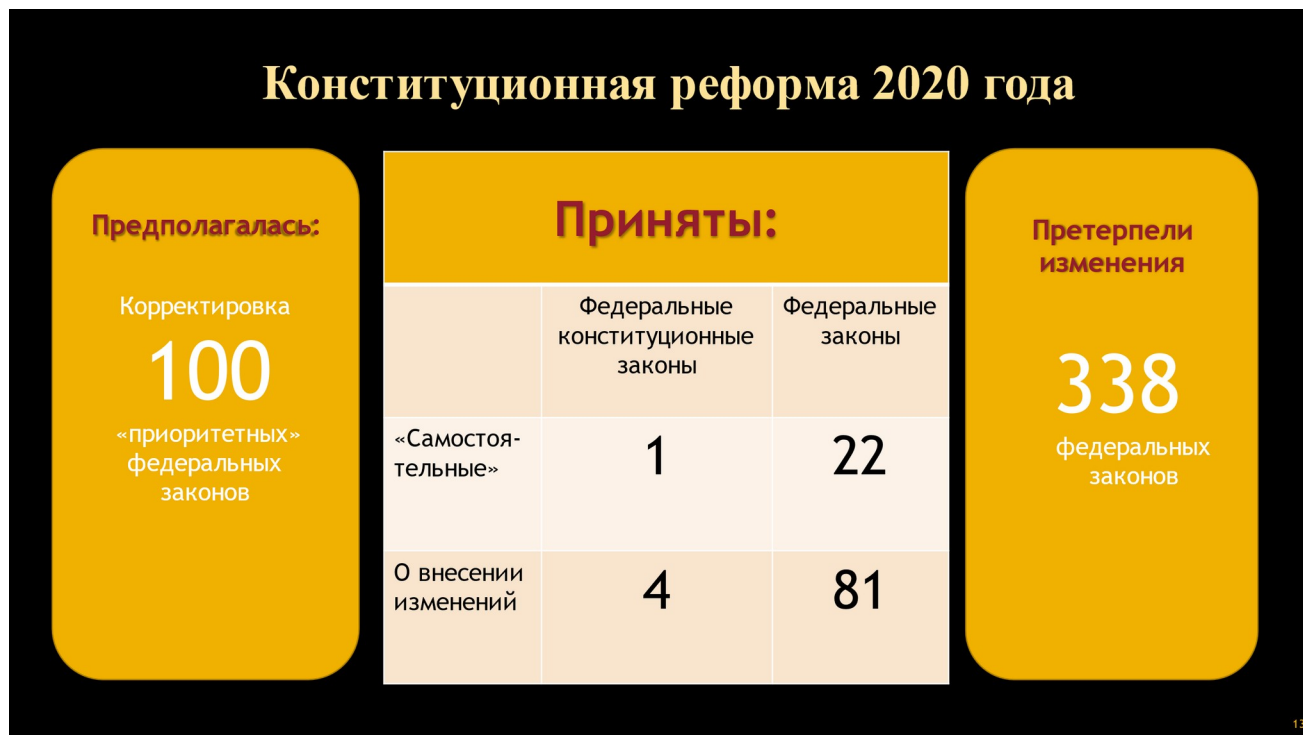 Конституционная реформа 2020 года
Предполагалась:
Корректировка
100
«приоритетных»
федеральных
законов
Приняты:
Федеральные
конституционные
законы
Федеральные
законы
«Самостоя-
тельные»
1
22
О внесении
изменений
4
81
Претерпели
изменения
338
федеральных
законов
13